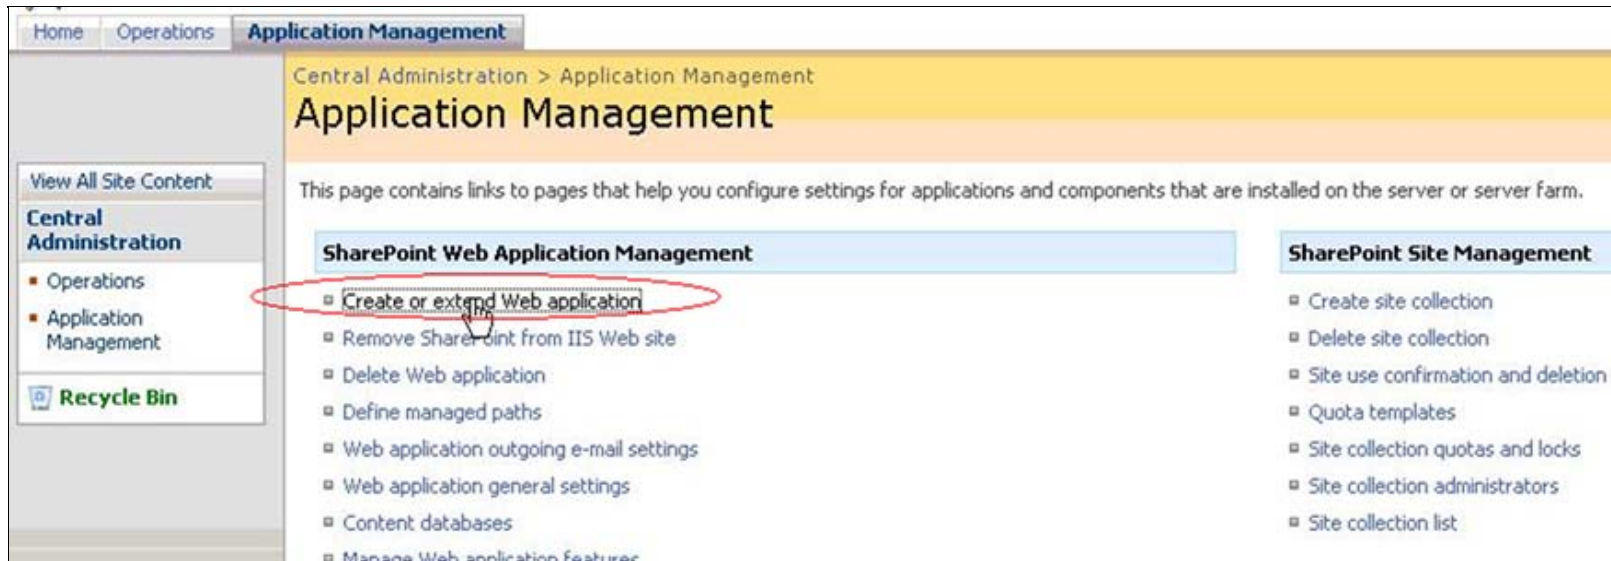 Home Operations Application Management
Central Administration > Application Management
Application Management
View All Site Content
Central
Administration
Operations
Application
Management
Recycle Bin
This page contains links to pages that help you configure settings for applications and components that are installed on the server or server farm.
SharePoint Web Application Management
Create or extend Web application
Remove SharePoint from IIS Web site
Delete Web application
Define managed paths
Web application outgoing e-mail settings
Web application general settings
Content databases
Manage Web application features
SharePoint Site Management
Create site collection
Delete site collection
Site use confirmation and deletion
Quota templates
Site collection quotas and locks
Site collection administrators
Site collection list